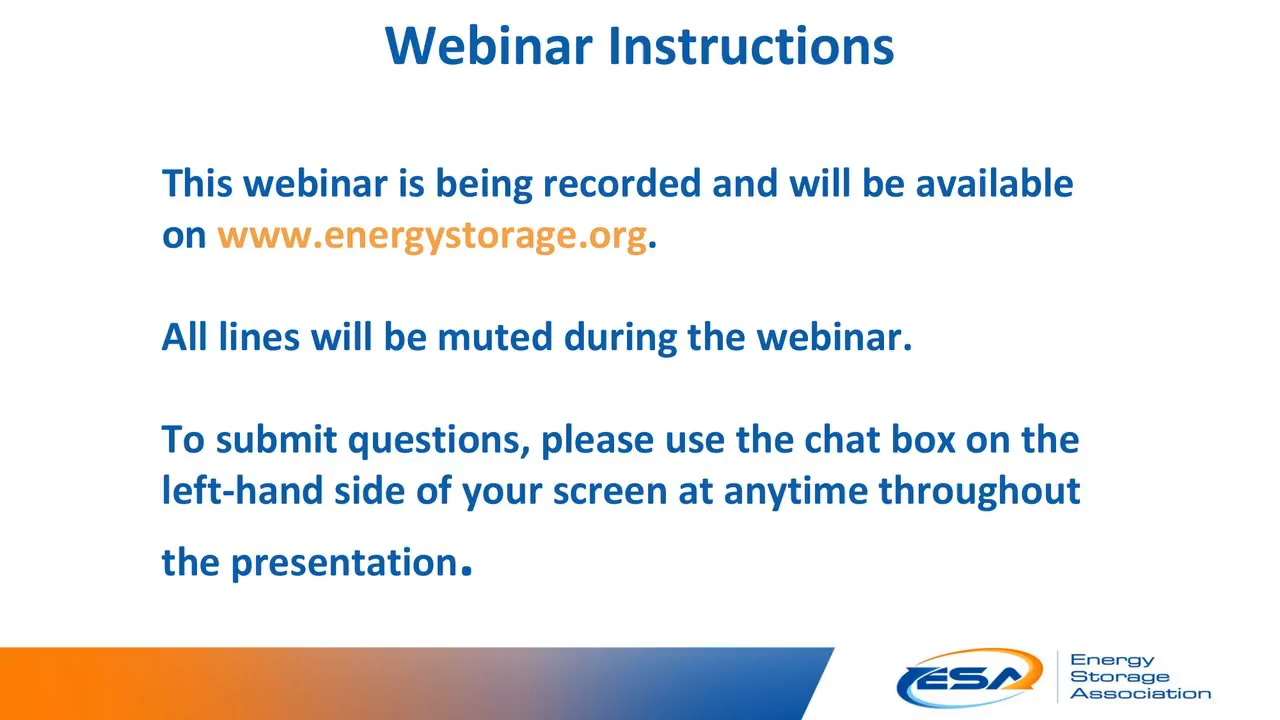 Webinar Instructions
This webinar is being recorded and will be available
on www.energystorage.org.
All lines will be muted during the webinar.
To submit questions, please use the chat box on the
left-hand side of your screen at anytime throughout
the presentation.
ESA
Energy
Storage
Association